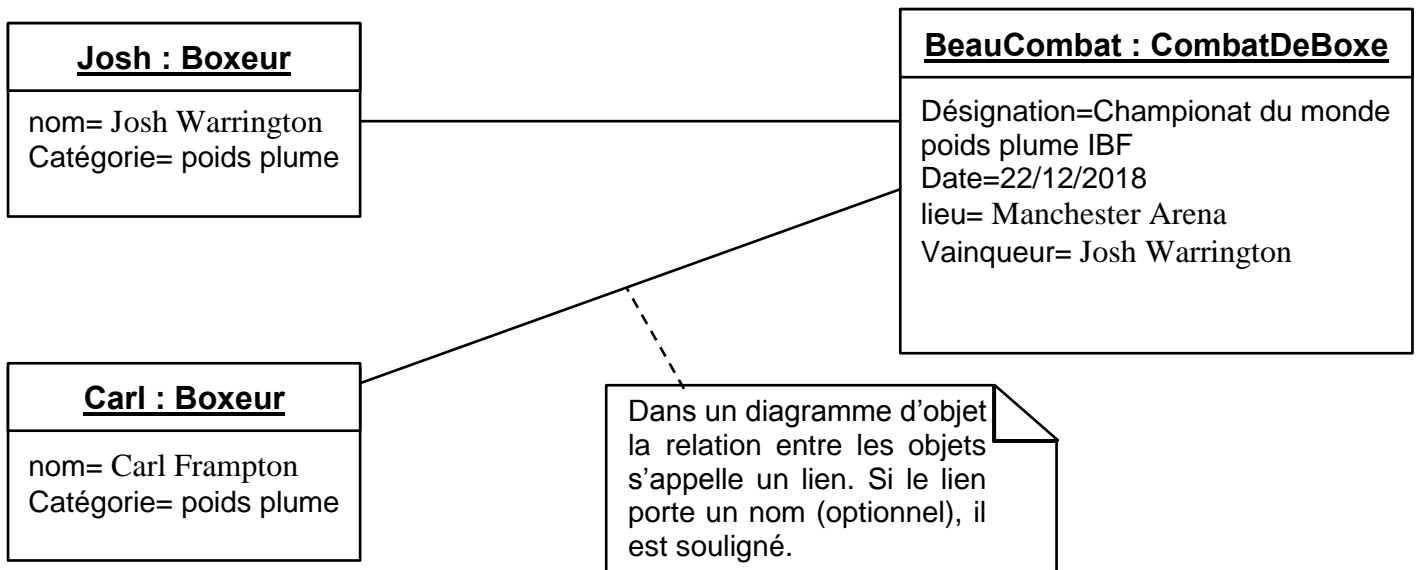 Josh : Boxeur
nom= Josh Warrington
Catégorie= poids plume
BeauCombat : CombatDeBoxe
Désignation=Championat du monde
poids plume IBF
Date=22/12/2018
lieu= Manchester Arena
Vainqueur= Josh Warrington
Carl : Boxeur
nom= Carl Frampton
Catégorie= poids plume
Dans un diagramme d’objet
la relation entre les objets
s’appelle un lien. Si le lien
porte un nom (optionnel), il
est souligné.